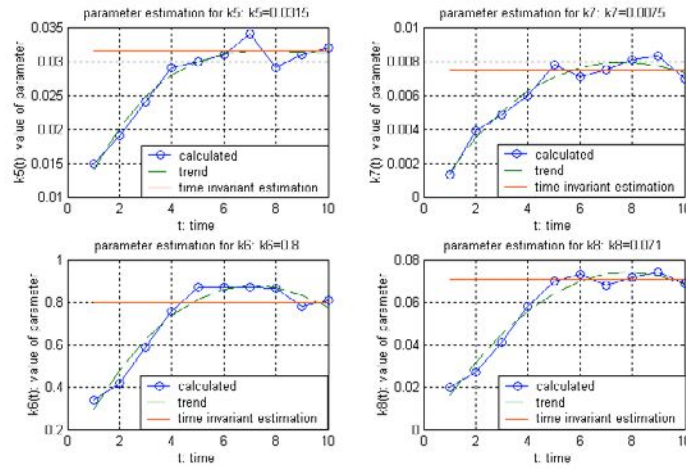 parameter estimation for k5: k5=0.0315
k5(t): value of parameter
0.035
0.03
0.025
0.02
0.015
0.01
0 2 4 6 8 10
t: time
calculated
trend
time invariant estimation
parameter estimation for k7: k7=0.0075
k7(t): value of parameter
0.01
0.008
0.006
0.004
0.002
0
0 2 4 6 8 10
t: time
calculated
trend
time invariant estimation
parameter estimation for k6: k6=0.8
k6(t): value of parameter
1
0.8
0.6
0.4
0.2
0 2 4 6 8 10
t: time
calculated
trend
time invariant estimation
parameter estimation for k8: k8=0.071
k8(t): value of parameter
0.08
0.06
0.04
0.02
0
0 2 4 6 8 10
t: time
calculated
trend
time invariant estimation